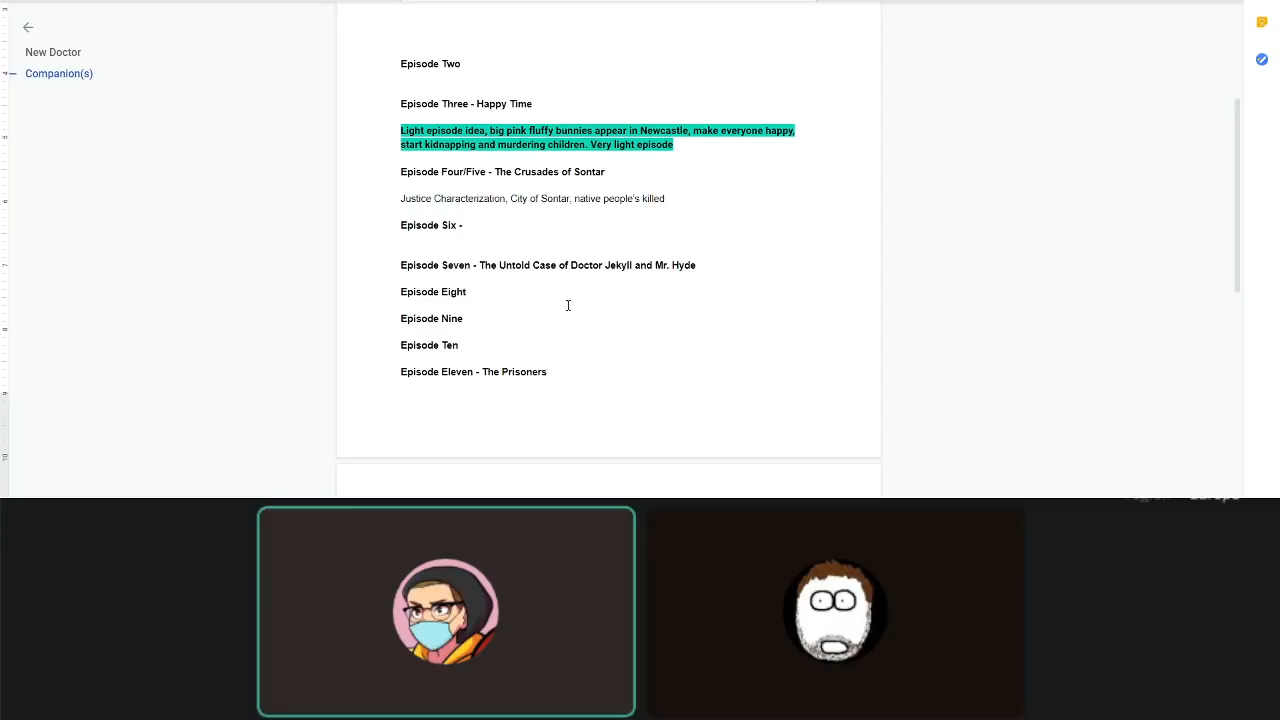 New Doctor
Companion(s)
Episode Two
Episode Three - Happy Time
Light episode idea, big pink fluffy bunnies appear in Newcastle, make everyone happy,
start kidnapping and murdering children. Very light episode
Episode Four/Five - The Crusades of Sontar
Justice Characterization, City of Sontar, native people's killed
Episode Six -
Episode Seven - The Untold Case of Doctor Jekyll and Mr. Hyde
Episode Eight
Episode Nine
Episode Ten
Episode Eleven - The Prisoners